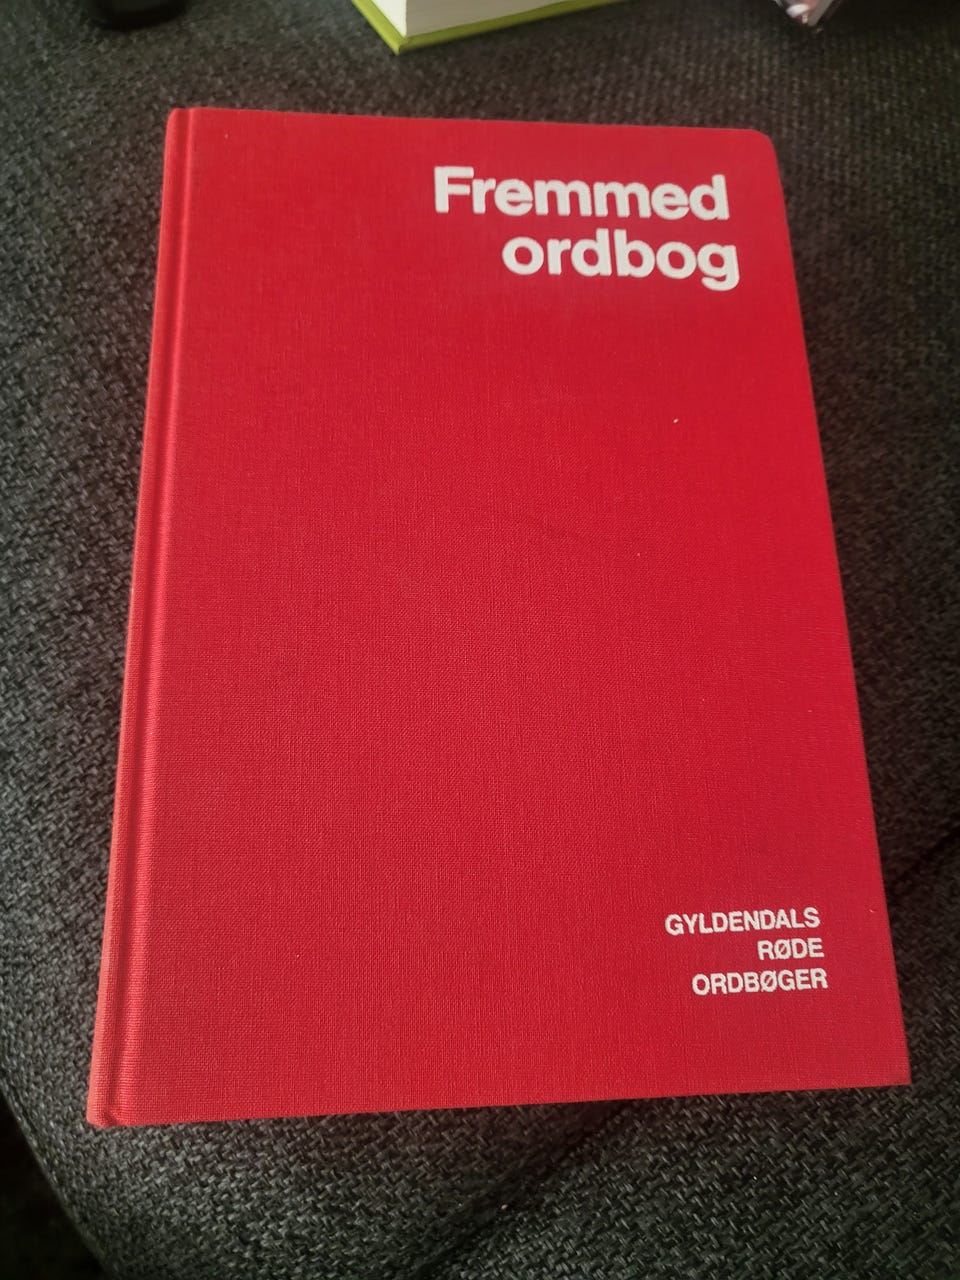 Fremmed
ordbog
GYLDENDALS
RØDE
ORDBØGER